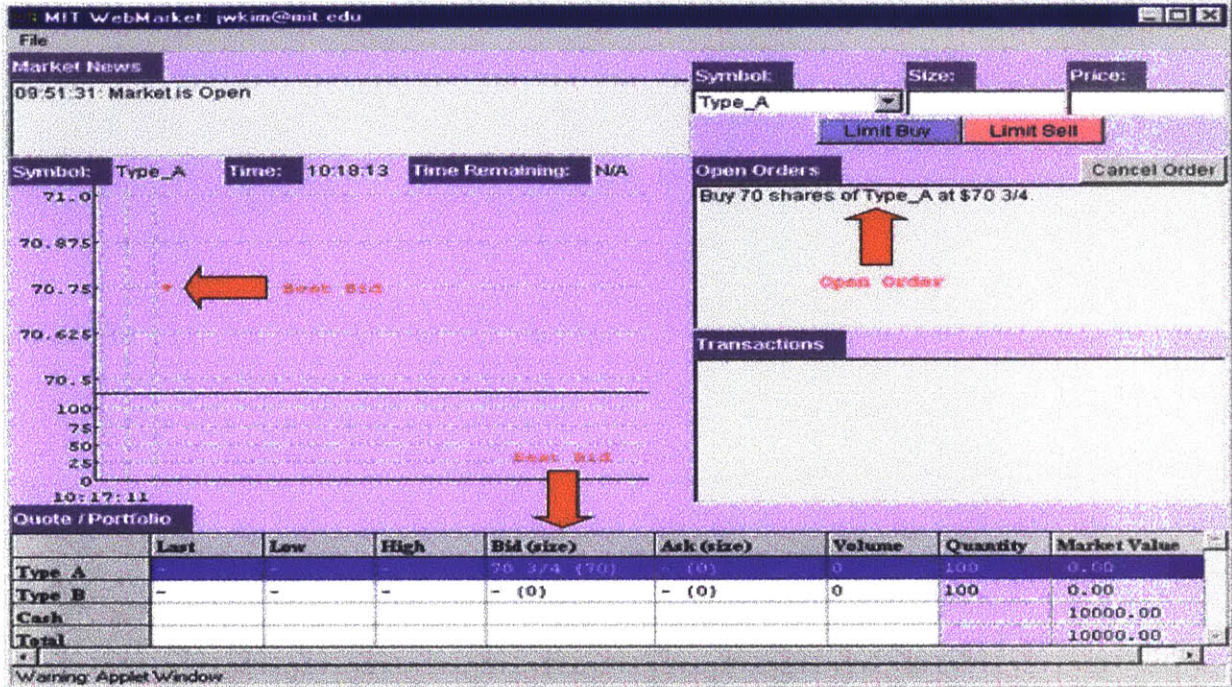 MIT WebMarket: jwkim@mit.edu
File
Market News
09:51:31: Market is Open
Symbol: Size: Price:
Type_A
Limit Buy Limit Sell
Symbol: Type_A Time: 10:18:13 Time Remaining: N/A
Open Orders Cancel Order
Buy 70 shares of Type_A at $70 3/4.
Open Order
71.0
70.875
70.75
Best Bid
70.625
70.5
Transactions
100
75
50
25
0
Best Bid
10:17:11
Quote / Portfolio
Last Low High Bid (size) Ask (size) Volume Quantity Market Value
Type A - - - 70 3/4 (70) - (0) 0 100 0.00
Type B - - - - (0) - (0) 0 100 0.00
Cash 10000.00
Total 10000.00
Warning: Applet Window